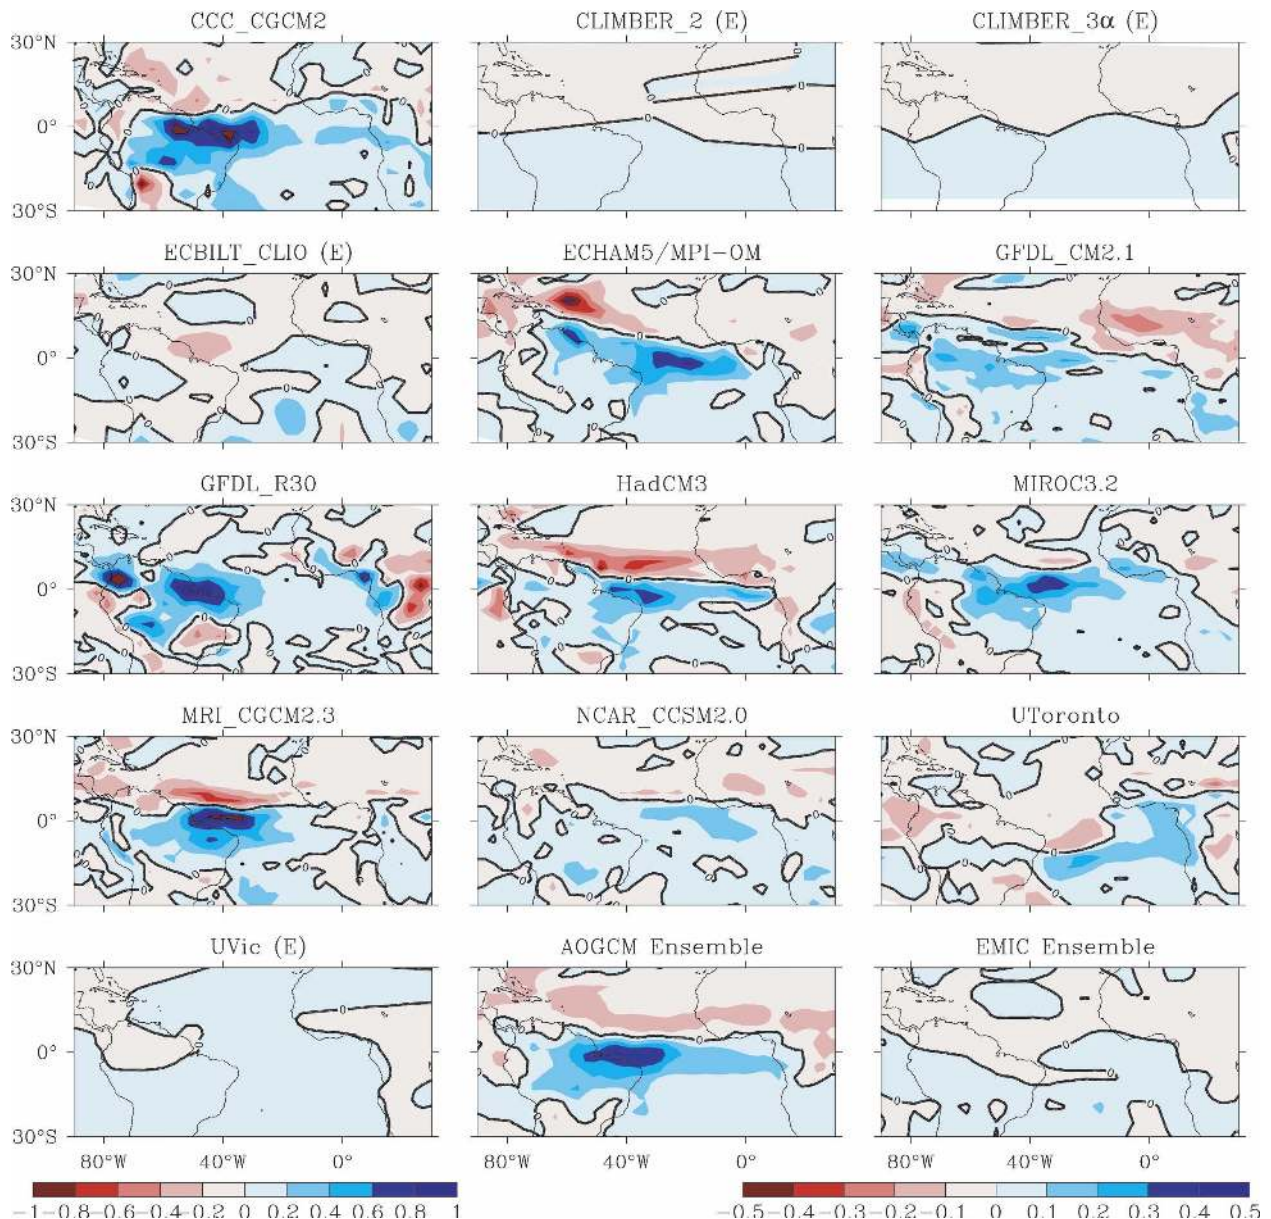 CCC_CGCM2 CLIMBER_2 (E) CLIMBER_3α (E)
30°N
0°
30°S
ECBILT_CLIO (E) ECHAM5/MPI-OM GFDL_CM2.1
30°N
0°
30°S
GFDL_R30 HadCM3 MIROC3.2
30°N
0°
30°S
MRI_CGCM2.3 NCAR_CCSM2.0 UToronto
30°N
0°
30°S
UVic (E) AOGCM Ensemble EMIC Ensemble
30°N
0°
30°S
80°W 40°W 0° 80°W 40°W 0° 80°W 40°W 0°
-1 -0.8 -0.6 -0.4 -0.2 0 0.2 0.4 0.6 0.8 1 -0.5 -0.4 -0.3 -0.2 -0.1 0 0.1 0.2 0.3 0.4 0.5